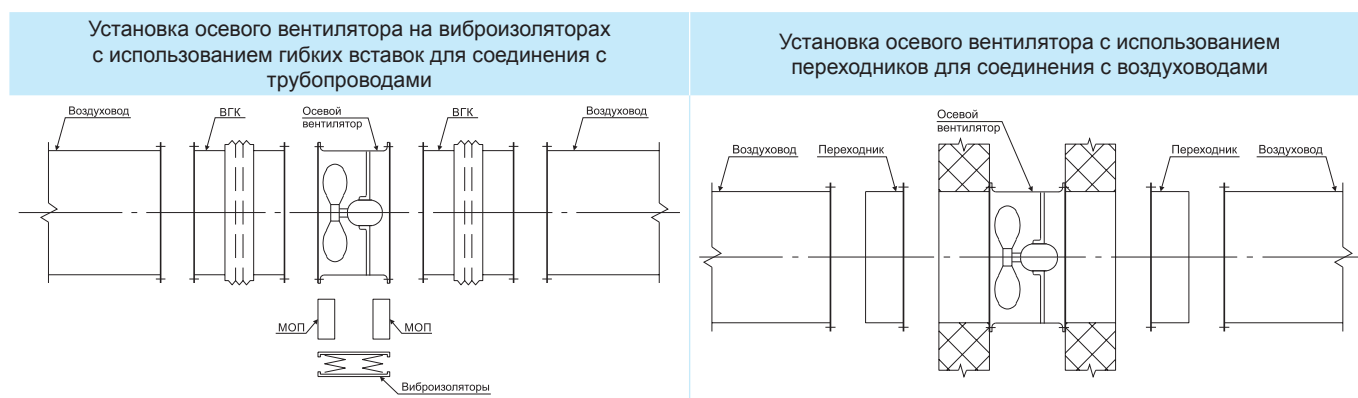 Установка осевого вентилятора на виброизоляторах
с использованием гибких вставок для соединения с
трубопроводами
Установка осевого вентилятора с использованием
переходников для соединения с воздуховодами
Воздуховод
ВГК
Осевой
вентилятор
ВГК
Воздуховод
МОП
МОП
Виброизоляторы
Осевой
вентилятор
Воздуховод
Переходник
Переходник
Воздуховод